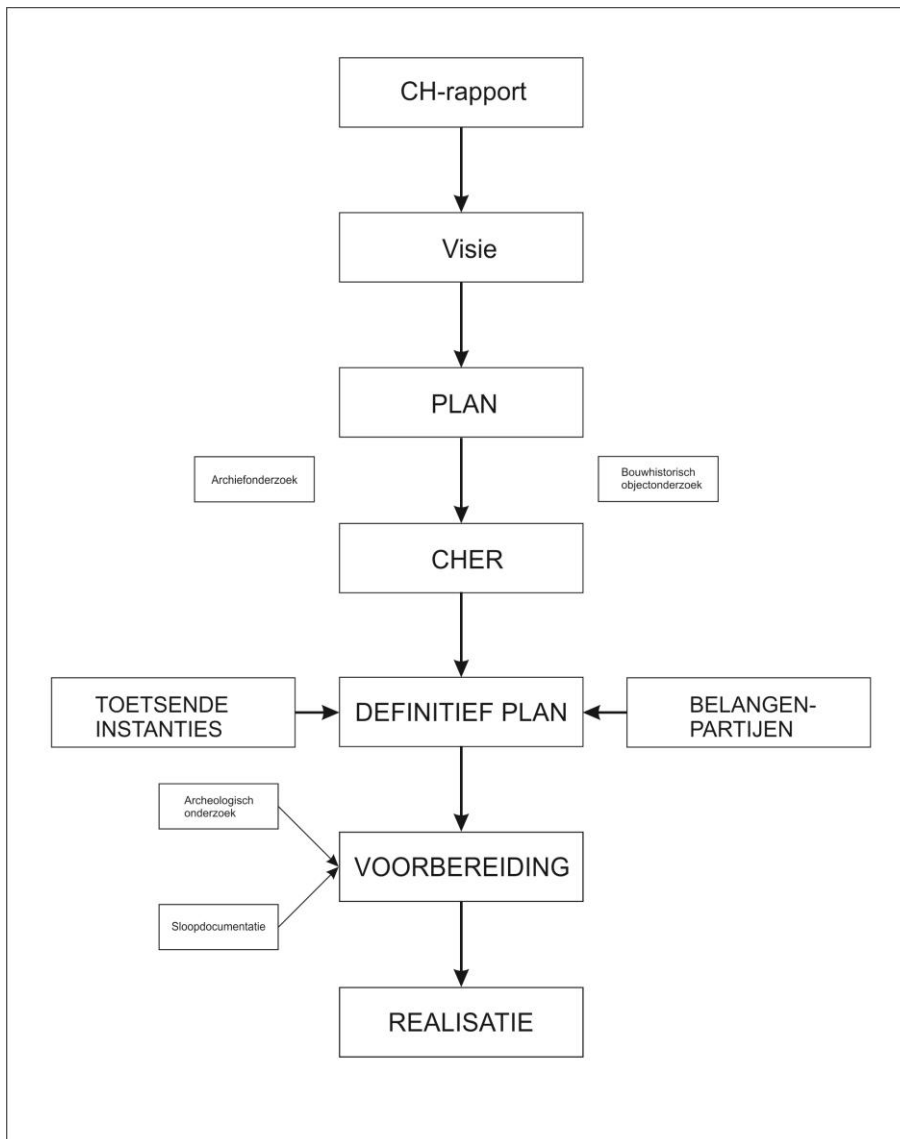 CH-rapport
Visie
PLAN
Archiefonderzoek
Bouwhistorisch
objectonderzoek
CHER
TOETSENDE
INSTANTIES
DEFINITIEF PLAN
BELANGEN-
PARTIJEN
Archeologisch
onderzoek
VOORBEREIDING
Sloopdocumentatie
REALISATIE